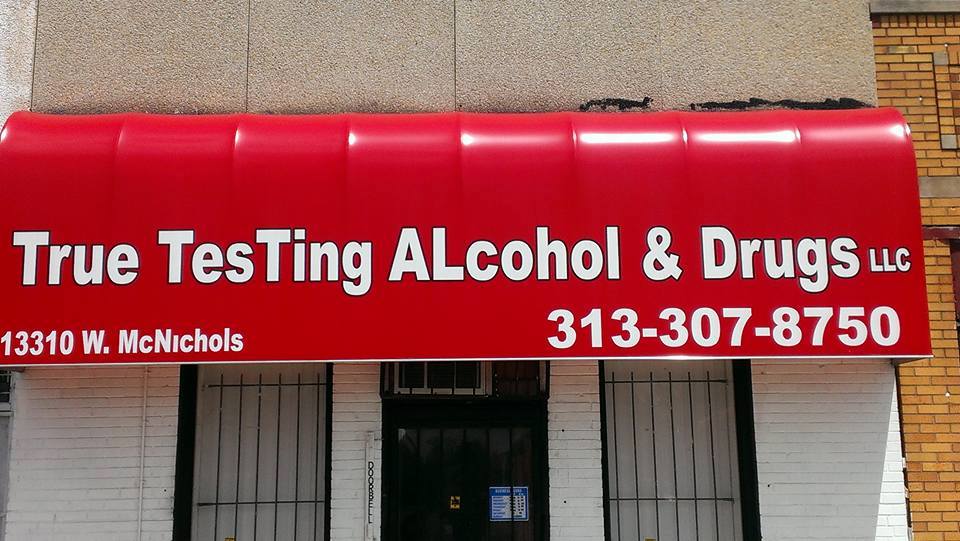 True TesTing ALcohol & Drugs LLC
13310 W. McNichols
313-307-8750
DOORBELL